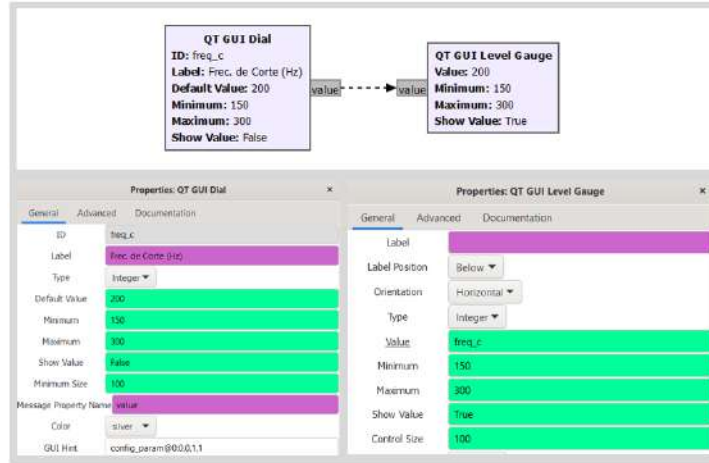 QT GUI Dial
ID: freq_c
Label: Frec. de Corte (Hz)
Default Value: 200
Minimum: 150
Maximum: 300
Show Value: False
value
value
QT GUI Level Gauge
Value: 200
Minimum: 150
Maximum: 300
Show Value: True
Properties: QT GUI Dial ×
General Advanced Documentation
ID freq_c
Label Frec. de Corte (Hz)
Type Integer
Default Value 200
Minimum 150
Maximum 300
Show Value False
Minimum Size 100
Message Property Name value
Color silver
GUI Hint config_param@0:0,0,1,1
Properties: QT GUI Level Gauge ×
General Advanced Documentation
Label
Label Position Below
Orientation Horizontal
Type Integer
Value freq_c
Minimum 150
Maximum 300
Show Value True
Control Size 100